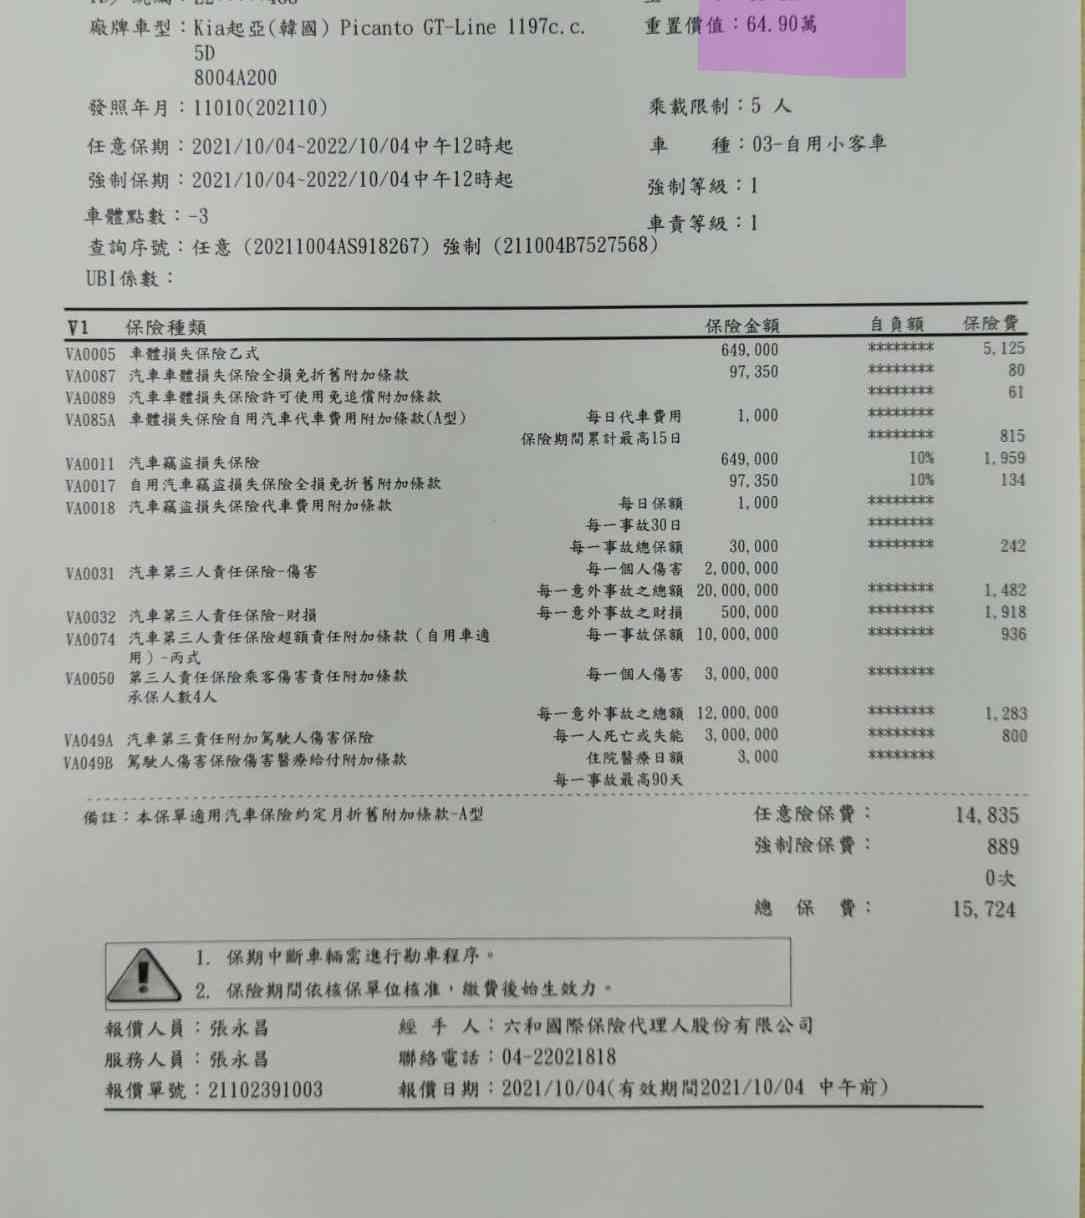 廠牌車型：Kia起亞(韓國) Picanto GT-Line 1197c.c. 重置價值：64.90萬
5D
8004A200
發照年月：11010(202110) 乘載限制：5 人
任意保期：2021/10/04~2022/10/04中午12時起 車 種：03-自用小客車
強制保期：2021/10/04~2022/10/04中午12時起 強制等級：1
車體點數：-3 車責等級：1
查詢序號：任意 (20211004AS918267) 強制 (211004B7527568)
UBI係數：
V1 保險種類 保險金額 自負額 保險費
VA0005 車體損失保險乙式 649,000 ******** 5,125
VA0087 汽車車體損失保險全損免折舊附加條款 97,350 ******** 80
VA0089 汽車車體損失保險許可使用免追償附加條款 ******** 61
VA085A 車體損失保險自用汽車代車費用附加條款(A型) 每日代車費用 1,000 ********
保險期間累計最高15日 ******** 815
VA0011 汽車竊盜損失保險 649,000 10% 1,959
VA0017 自用汽車竊盜損失保險全損免折舊附加條款 97,350 10% 134
VA0018 汽車竊盜損失保險代車費用附加條款 每日保額 1,000 ********
每一事故30日 ********
每一事故總保額 30,000 ******** 242
VA0031 汽車第三人責任保險-傷害 每一個人傷害 2,000,000
每一意外事故之總額 20,000,000 ******** 1,482
VA0032 汽車第三人責任保險-財損 每一意外事故之財損 500,000 ******** 1,918
VA0074 汽車第三人責任保險超額責任附加條款（自用車適 每一事故保額 10,000,000 ******** 936
用）-丙式
VA0050 第三人責任保險乘客傷害責任附加條款 每一個人傷害 3,000,000 ********
承保人數4人
每一意外事故之總額 12,000,000 ******** 1,283
VA049A 汽車第三責任附加駕駛人傷害保險 每一人死亡或失能 3,000,000 ******** 800
VA049B 駕駛人傷害保險傷害醫療給付附加條款 住院醫療日額 3,000 ********
每一事故最高90天
備註：本保單適用汽車保險約定月折舊附加條款-A型 任意險保費： 14,835
強制險保費： 889
0次
總 保 費： 15,724
1. 保期中斷車輛需進行勘車程序。
2. 保險期間依核保單位核准，繳費後始生效力。
報價人員：張永昌 經 手 人：六和國際保險代理人股份有限公司
服務人員：張永昌 聯絡電話：04-22021818
報價單號：21102391003 報價日期：2021/10/04(有效期間2021/10/04 中午前)